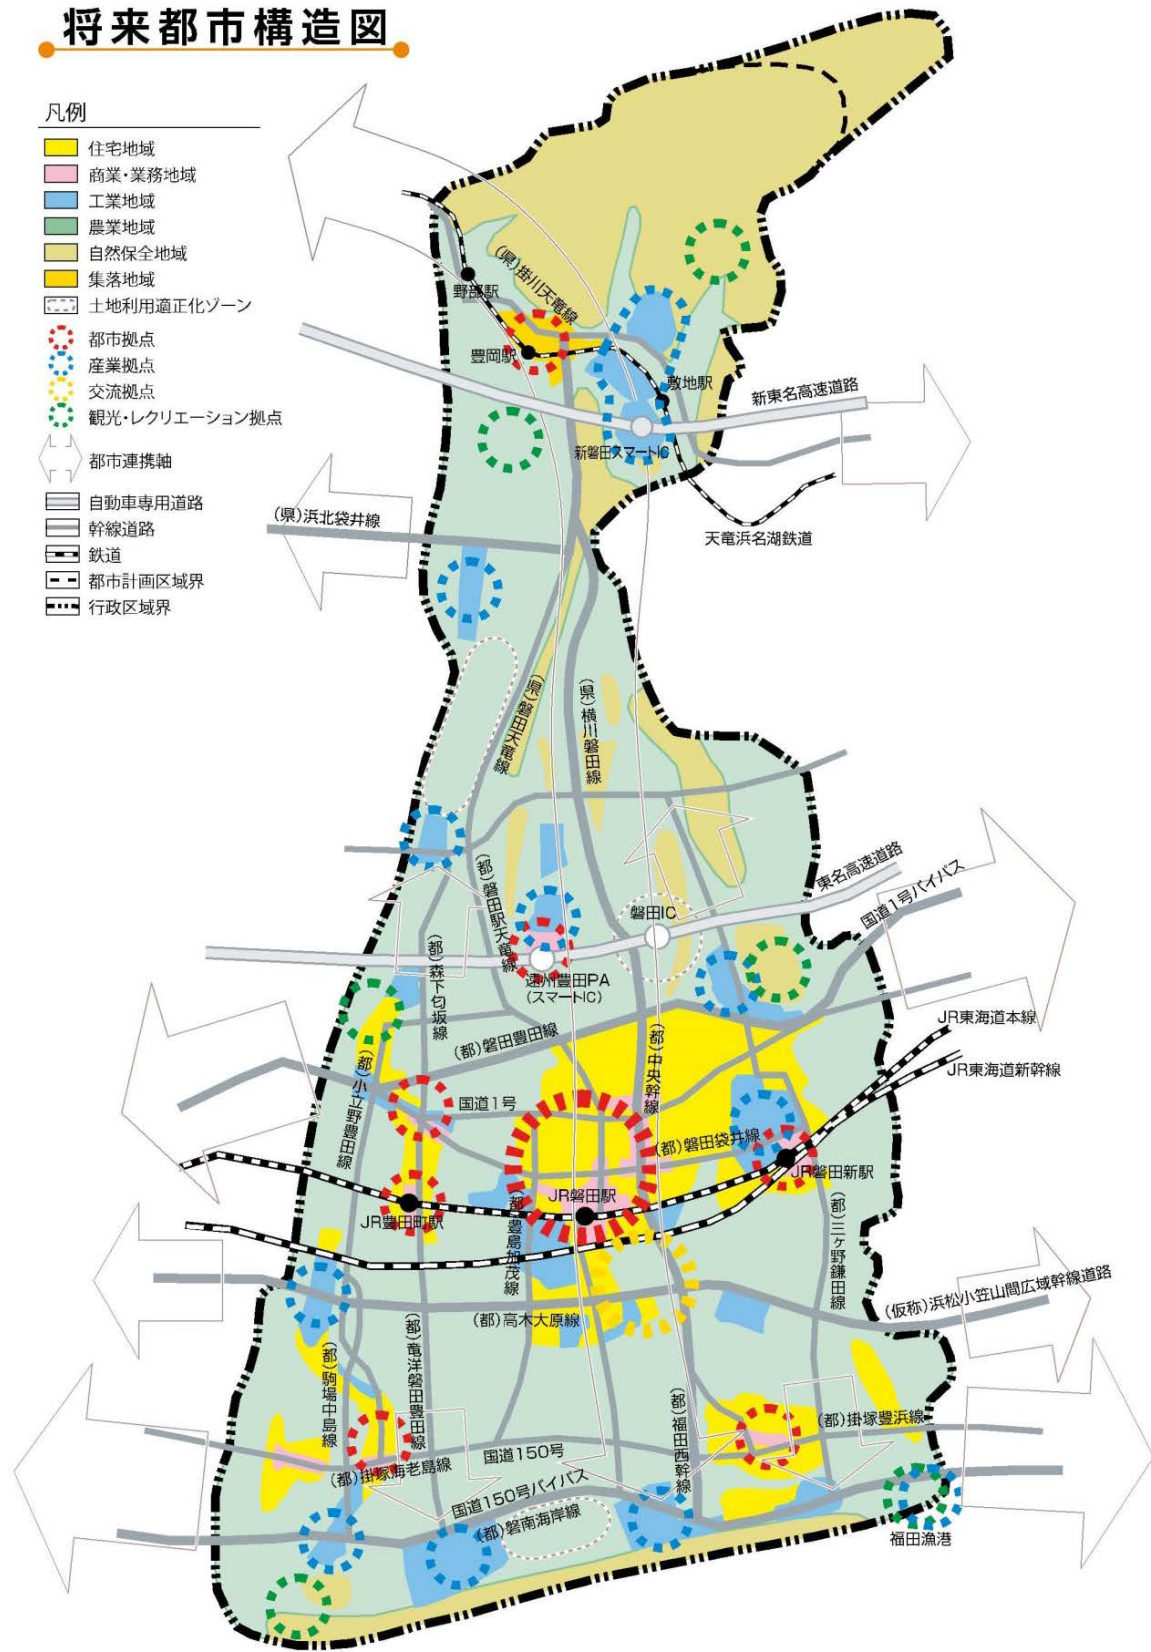 将来都市構造図
凡例
住宅地域
商業・業務地域
工業地域
農業地域
自然保全地域
集落地域
土地利用適正化ゾーン
都市拠点
産業拠点
交流拠点
観光・レクリエーション拠点
都市連携軸
自動車専用道路
幹線道路
鉄道
都市計画区域界
行政区域界
(県)掛川天竜線
野部駅
豊岡駅
敷地駅
新東名高速道路
新磐田スマートIC
(県)浜北袋井線
天竜浜名湖鉄道
(県)磐田天竜線
(県)横川磐田線
(都)磐田駅天竜線
東名高速道路
国道1号バイパス
磐田IC
(都)森下匂坂線
遠州豊田PA
(スマートIC)
JR東海道本線
(都)磐田豊田線
(都)中央幹線
JR東海道新幹線
(都)小立野豊田線
国道1号
(都)磐田袋井線
JR磐田新駅
JR磐田駅
JR豊田町駅
(都)豊島加茂線
(都)三ヶ野鎌田線
(仮称)浜松小笠山間広域幹線道路
(都)高木大原線
(都)駒場中島線
(都)竜洋磐田豊田線
(都)福田西幹線
(都)掛塚豊浜線
国道150号
(都)掛塚海老島線
国道150号バイパス
(都)磐南海岸線
福田漁港